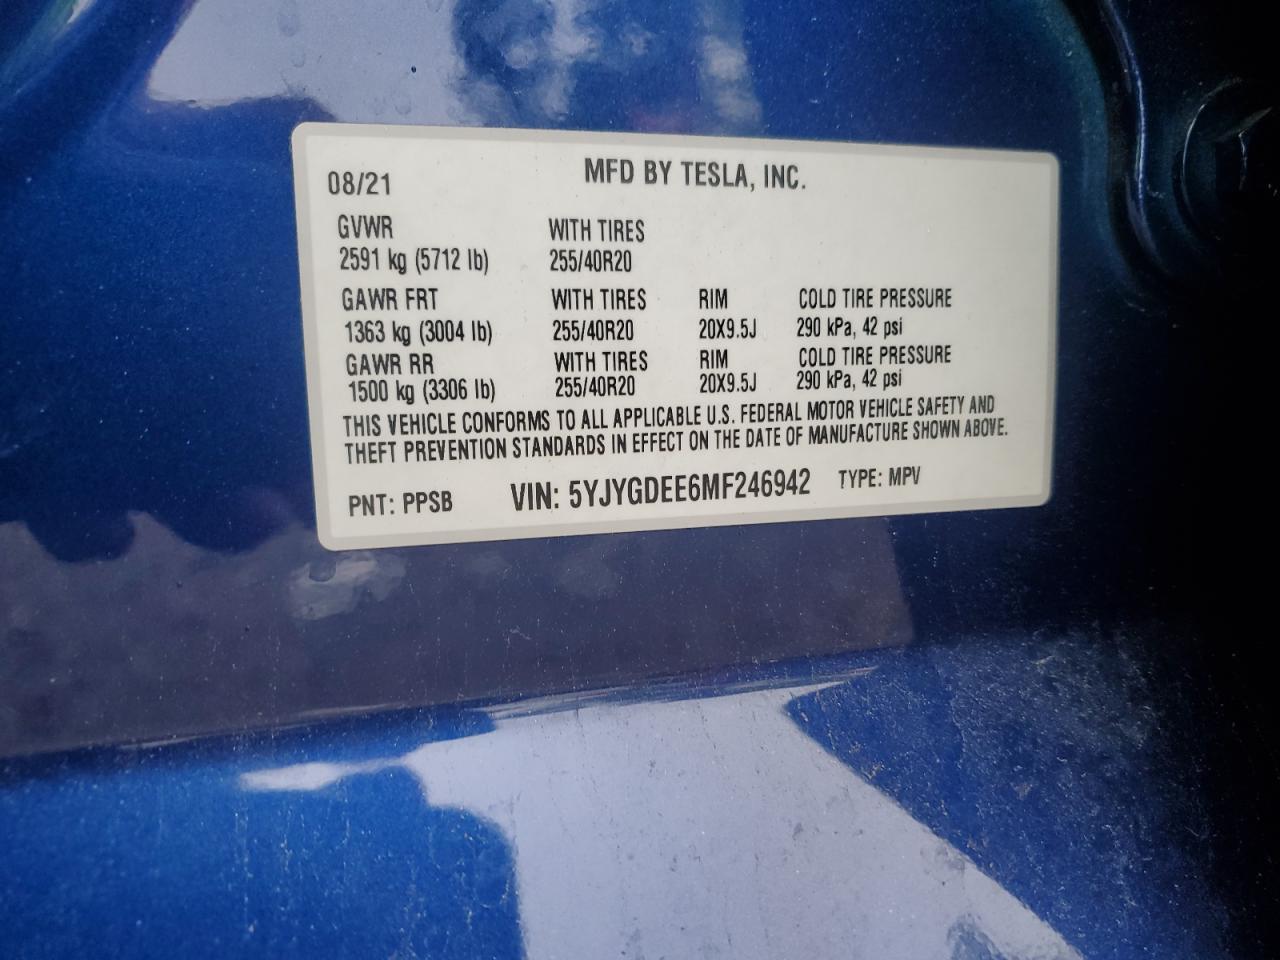 MFD BY TESLA, INC.
08/21
GVWR WITH TIRES
2591 kg (5712 lb) 255/40R20
GAWR FRT WITH TIRES RIM COLD TIRE PRESSURE
1363 kg (3004 lb) 255/40R20 20X9.5J 290 kPa, 42 psi
GAWR RR WITH TIRES RIM COLD TIRE PRESSURE
1500 kg (3306 lb) 255/40R20 20X9.5J 290 kPa, 42 psi
THIS VEHICLE CONFORMS TO ALL APPLICABLE U.S. FEDERAL MOTOR VEHICLE SAFETY AND
THEFT PREVENTION STANDARDS IN EFFECT ON THE DATE OF MANUFACTURE SHOWN ABOVE.
PNT: PPSB VIN: 5YJYGDEE6MF246942 TYPE: MPV